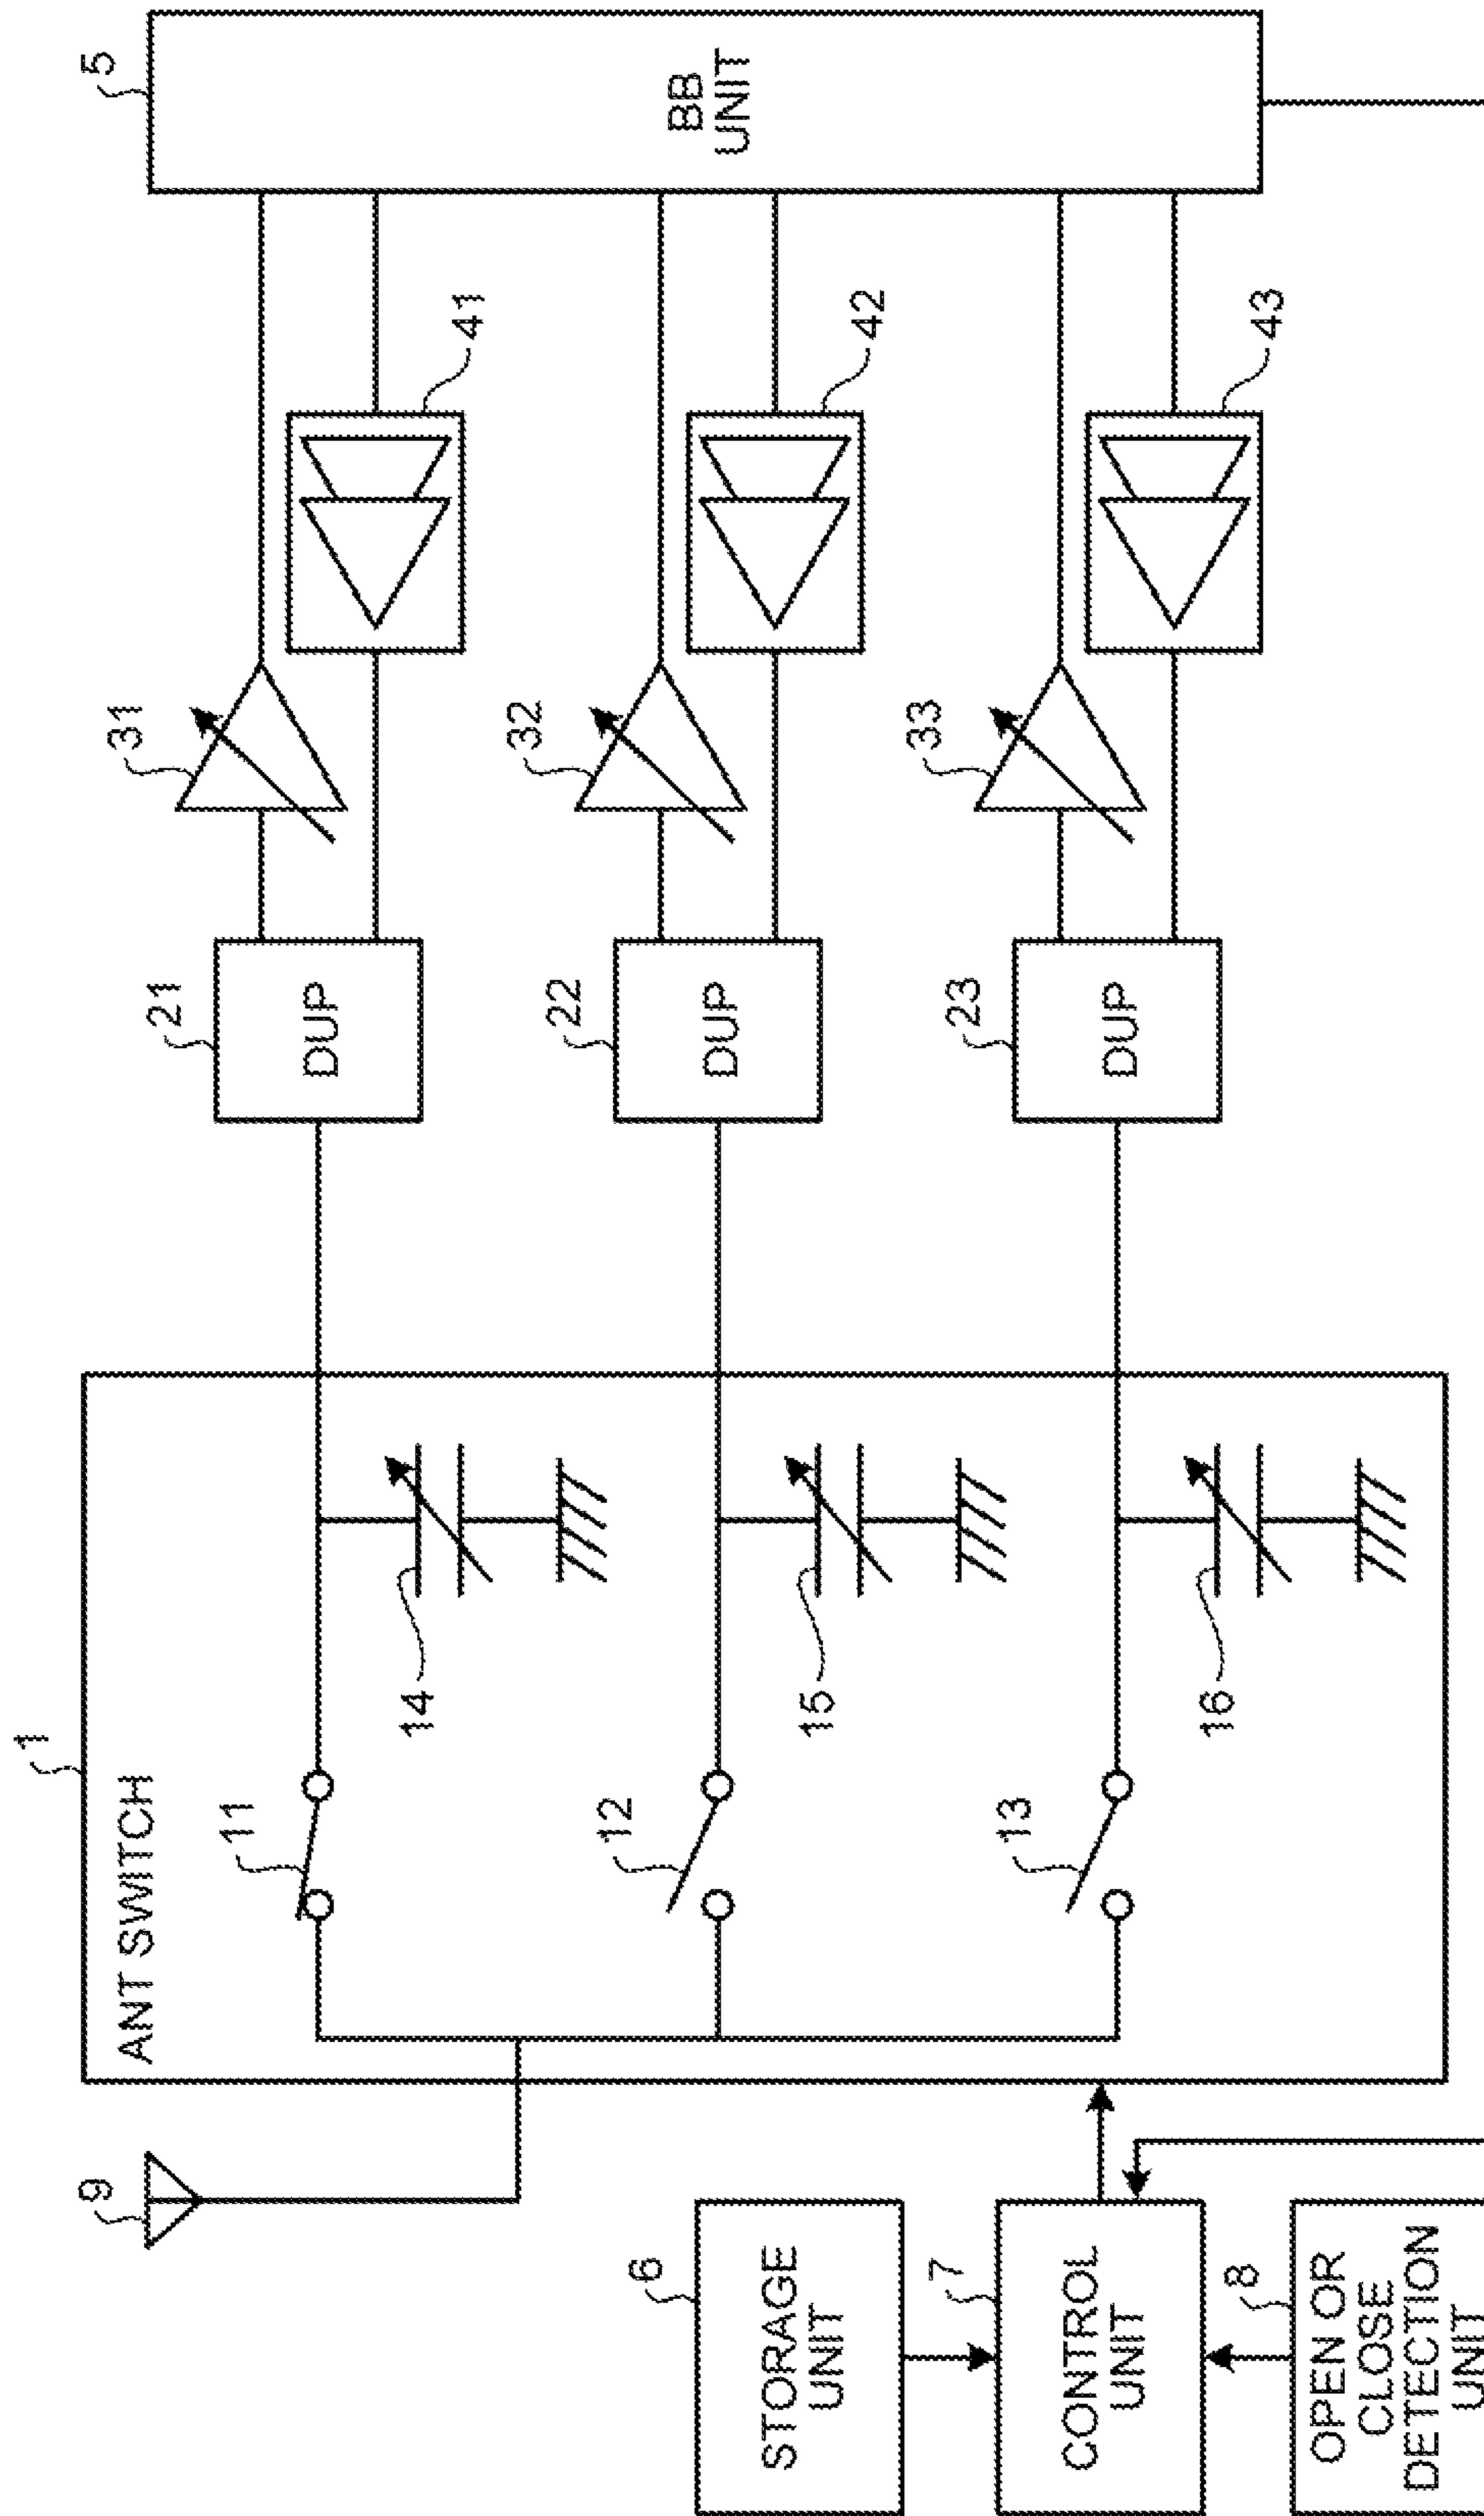 1
ANT SWITCH
9
11
14
12
15
13
16
21
DUP
22
DUP
23
DUP
31
41
32
42
33
43
5
BB
UNIT
6
STORAGE
UNIT
7
CONTROL
UNIT
8
OPEN OR
CLOSE
DETECTION
UNIT